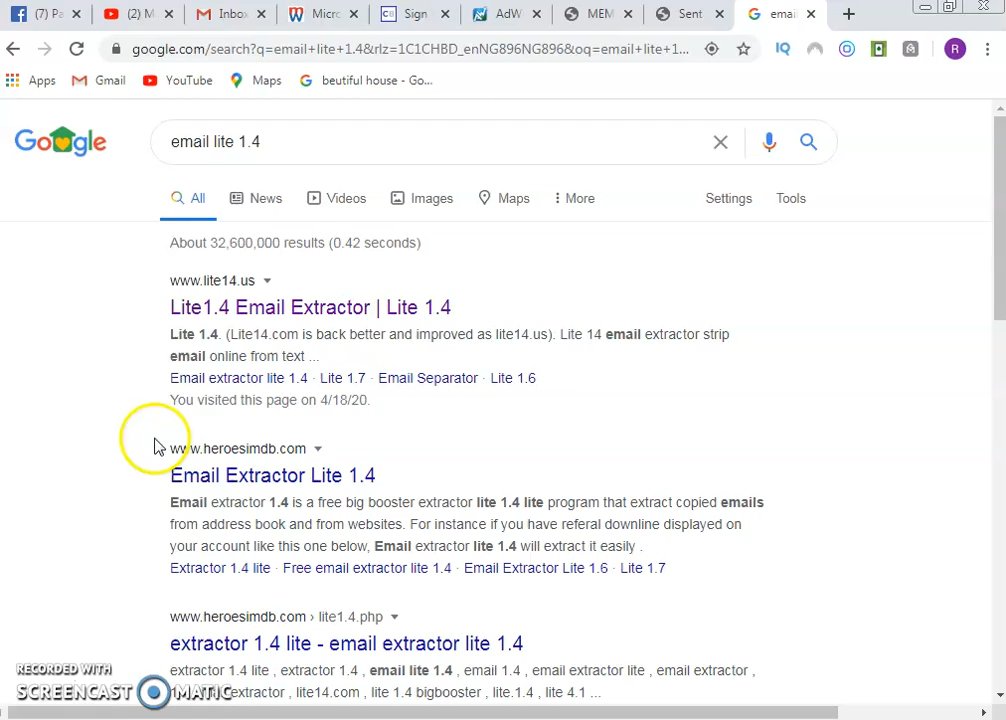 (7) Pa
(2) M
Inbox
Micro
Sign
AdW
MEM
Sent
emai
google.com/search?q=email+lite+1.4&rlz=1C1CHBD_enNG896NG896&oq=email+lite+1...
IQ
R
Apps
Gmail
YouTube
Maps
beutiful house - Go...
Google
email lite 1.4
All
News
Videos
Images
Maps
More
Settings
Tools
About 32,600,000 results (0.42 seconds)
www.lite14.us
Lite1.4 Email Extractor | Lite 1.4
Lite 1.4. (Lite14.com is back better and improved as lite14.us). Lite 14 email extractor strip
email online from text ...
Email extractor lite 1.4 · Lite 1.7 · Email Separator · Lite 1.6
You visited this page on 4/18/20.
www.heroesimdb.com
Email Extractor Lite 1.4
Email extractor 1.4 is a free big booster extractor lite 1.4 lite program that extract copied emails
from address book and from websites. For instance if you have referal downline displayed on
your account like this one below, Email extractor lite 1.4 will extract it easily .
Extractor 1.4 lite · Free email extractor lite 1.4 · Email Extractor Lite 1.6 · Lite 1.7
www.heroesimdb.com › lite1.4.php
extractor 1.4 lite - email extractor lite 1.4
extractor 1.4 lite , extractor 1.4 , email lite 1.4 , email 1.4 , email extractor lite , email extractor ,
extractor , lite14.com , lite 1.4 bigbooster , lite.1.4 , lite 4.1 ...
RECORDED WITH
SCREENCAST MATIC